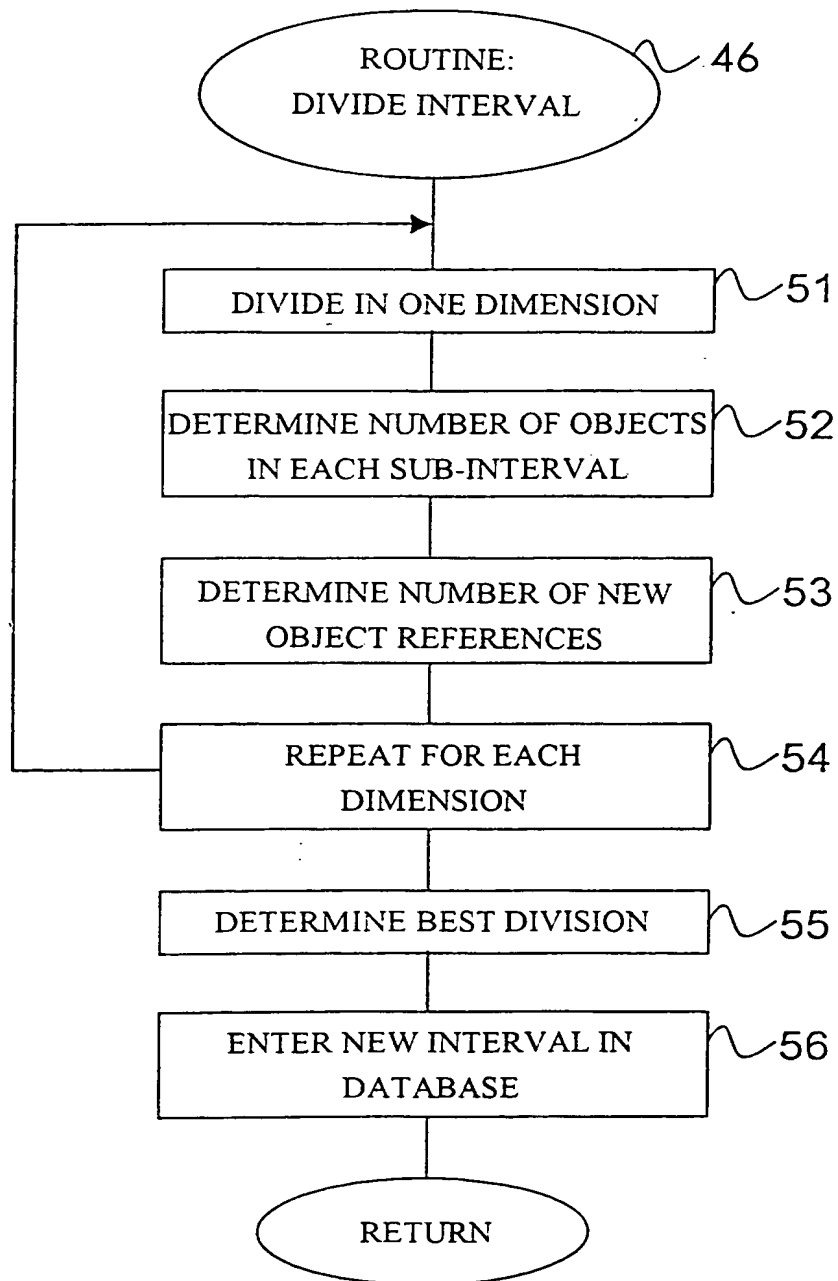 ROUTINE:
DIVIDE INTERVAL
46
DIVIDE IN ONE DIMENSION
51
DETERMINE NUMBER OF OBJECTS
IN EACH SUB-INTERVAL
52
DETERMINE NUMBER OF NEW
OBJECT REFERENCES
53
REPEAT FOR EACH
DIMENSION
54
DETERMINE BEST DIVISION
55
ENTER NEW INTERVAL IN
DATABASE
56
RETURN